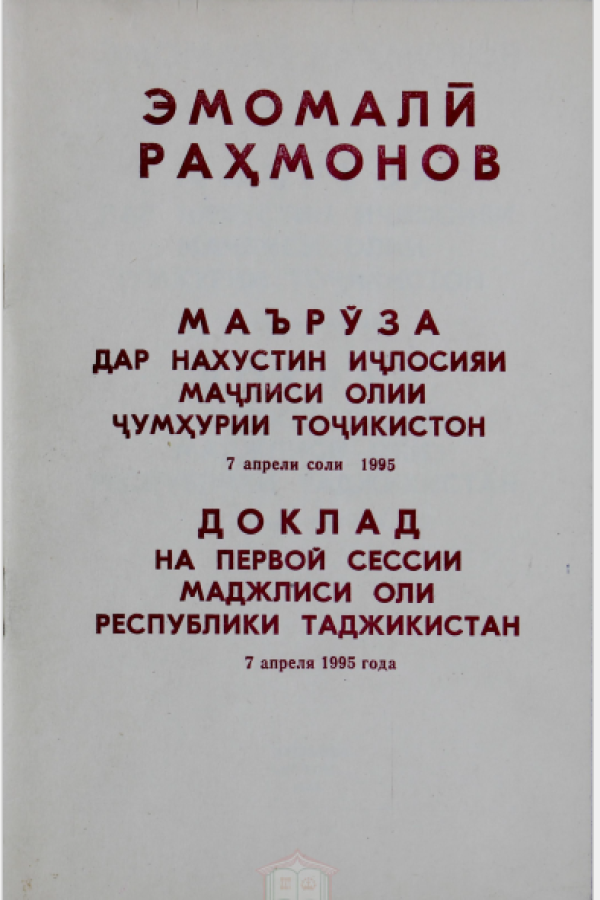 ЭМОМАЛӢ
РАҲМОНОВ
МАЪРӮЗА
ДАР НАХУСТИН ИҶЛОСИЯИ
МАҶЛИСИ ОЛИИ
ҶУМҲУРИИ ТОҶИКИСТОН
7 апрели соли 1995
ДОКЛАД
НА ПЕРВОЙ СЕССИИ
МАДЖЛИСИ ОЛИ
РЕСПУБЛИКИ ТАДЖИКИСТАН
7 апреля 1995 года